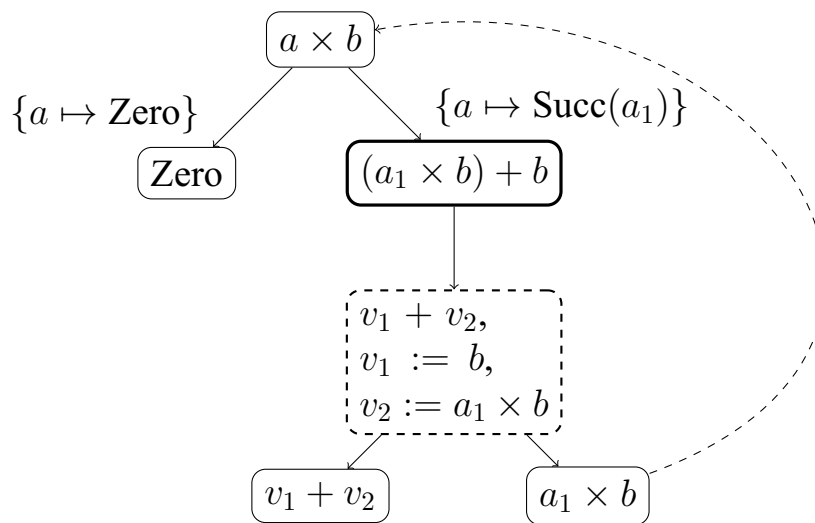 a × b
{a ↦ Zero}
{a ↦ Succ(a₁)}
Zero
(a₁ × b) + b
v₁ + v₂,
v₁ := b,
v₂ := a₁ × b
v₁ + v₂
a₁ × b